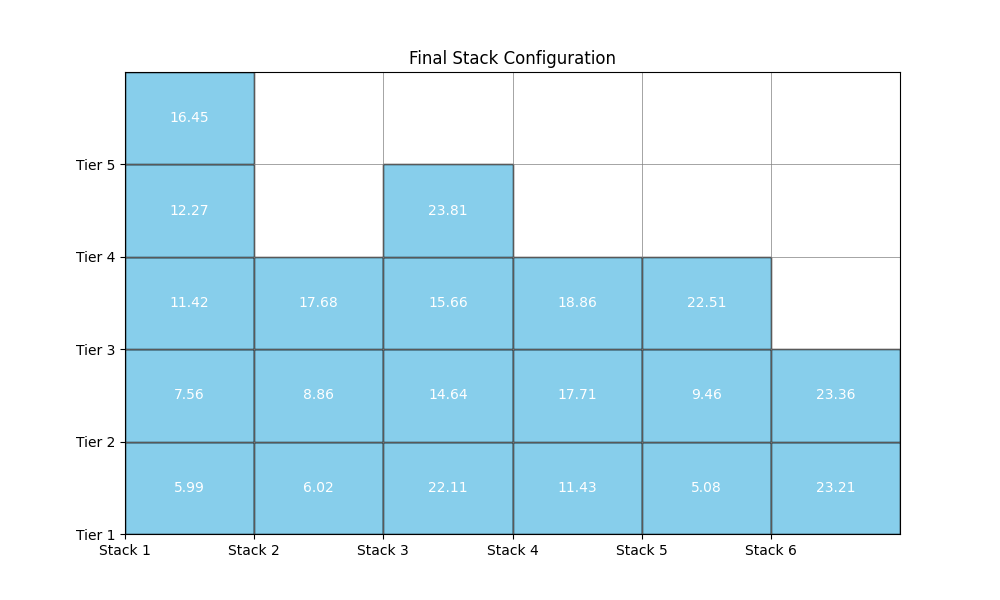 Final Stack Configuration
16.45
Tier 5
12.27 23.81
Tier 4
11.42 17.68 15.66 18.86 22.51
Tier 3
7.56 8.86 14.64 17.71 9.46 23.36
Tier 2
5.99 6.02 22.11 11.43 5.08 23.21
Tier 1
Stack 1 Stack 2 Stack 3 Stack 4 Stack 5 Stack 6